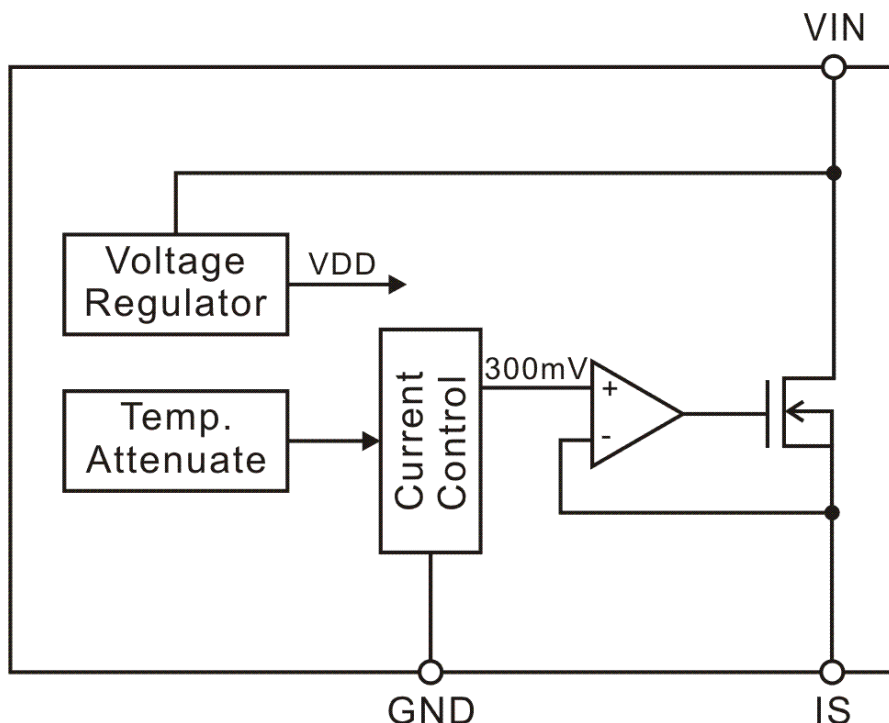 VIN
Voltage
Regulator
VDD
Temp.
Attenuate
Current
Control
300mV
+
-
GND
IS